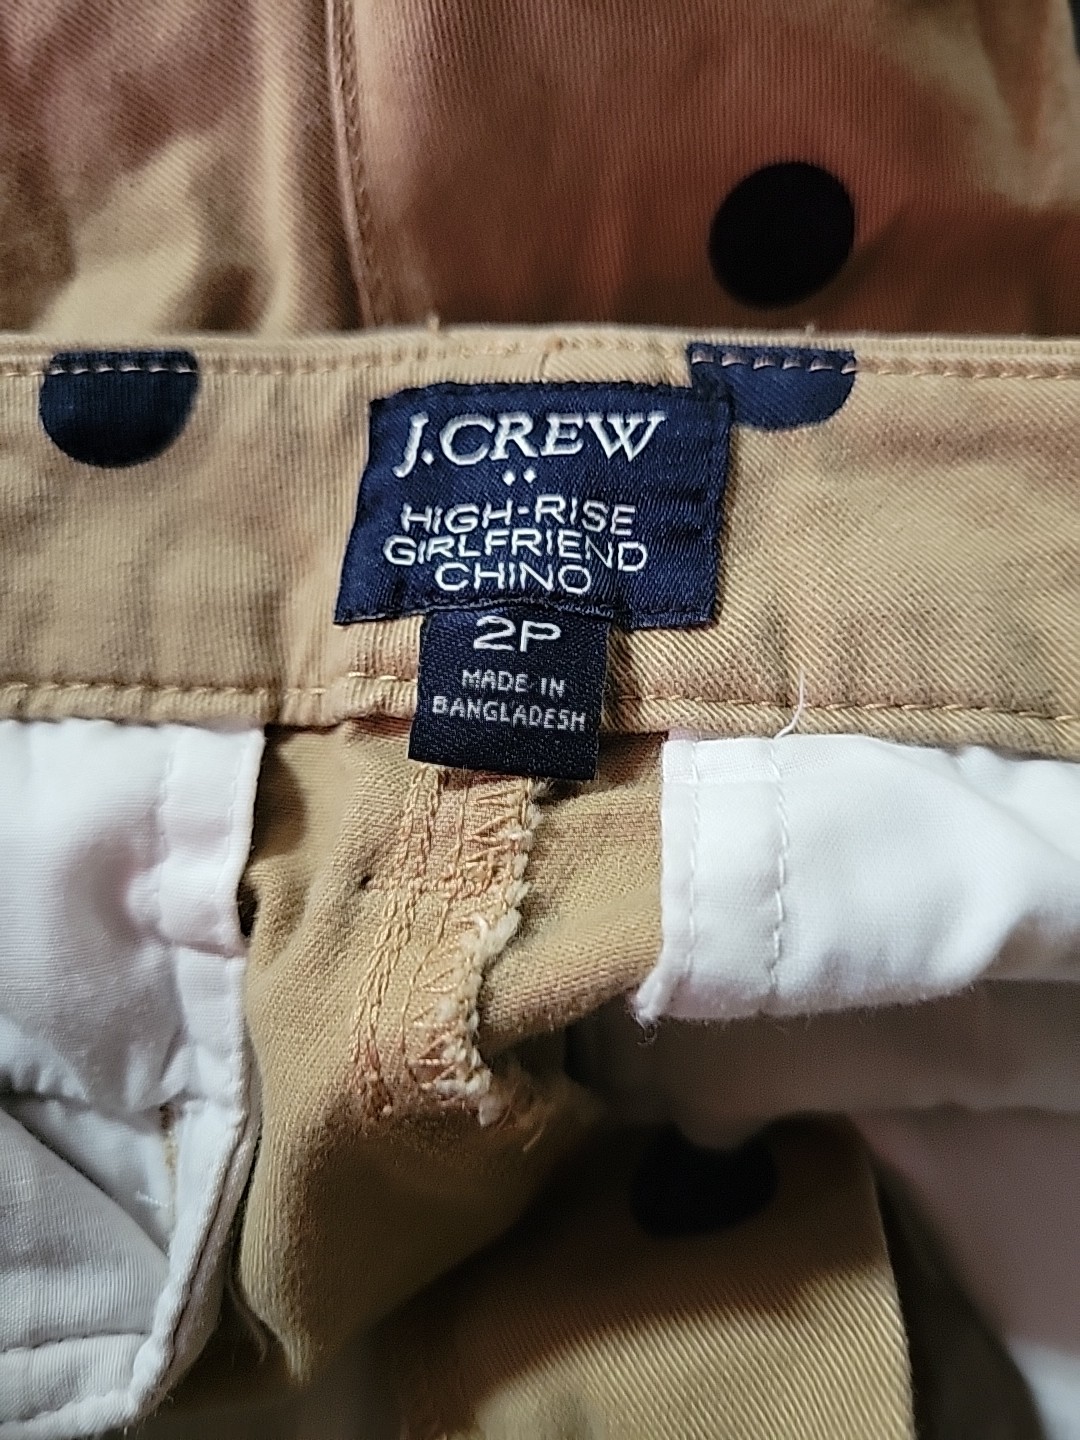 J.CREW
HIGH-RISE
GIRLFRIEND
CHINO
2P
MADE IN
BANGLADESH